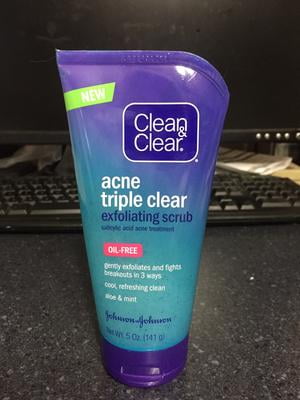 NEW
Clean &
Clear®
acne
triple clear
exfoliating scrub
salicylic acid acne treatment
OIL-FREE
gently exfoliates and fights
breakouts in 3 ways
cool, refreshing clean
aloe & mint
Johnson & Johnson
Net Wt. 5 Oz. (141 g)